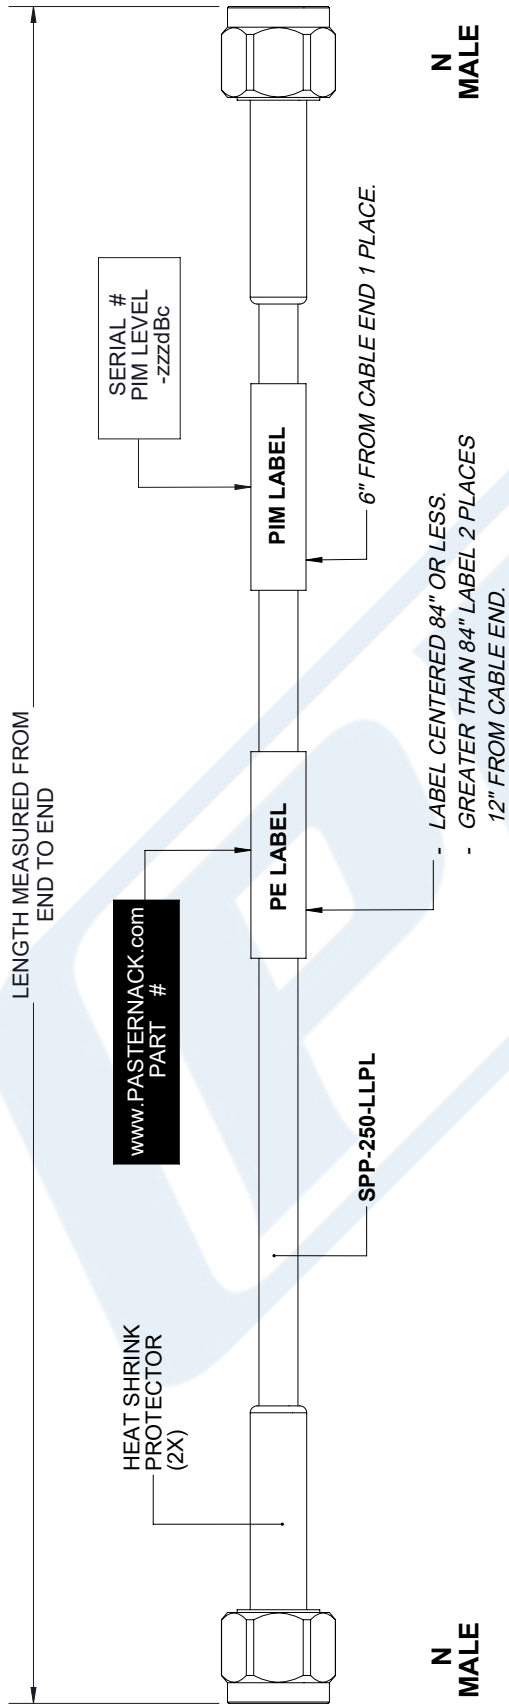 LENGTH MEASURED FROM
END TO END
HEAT SHRINK
PROTECTOR
(2X)
www.PASTERNACK.com
PART #
SERIAL #
PIM LEVEL
-zzzdBc
PE LABEL
PIM LABEL
SPP-250-LLPL
6" FROM CABLE END 1 PLACE.
- LABEL CENTERED 84" OR LESS.
- GREATER THAN 84" LABEL 2 PLACES
12" FROM CABLE END.
N
MALE
N
MALE